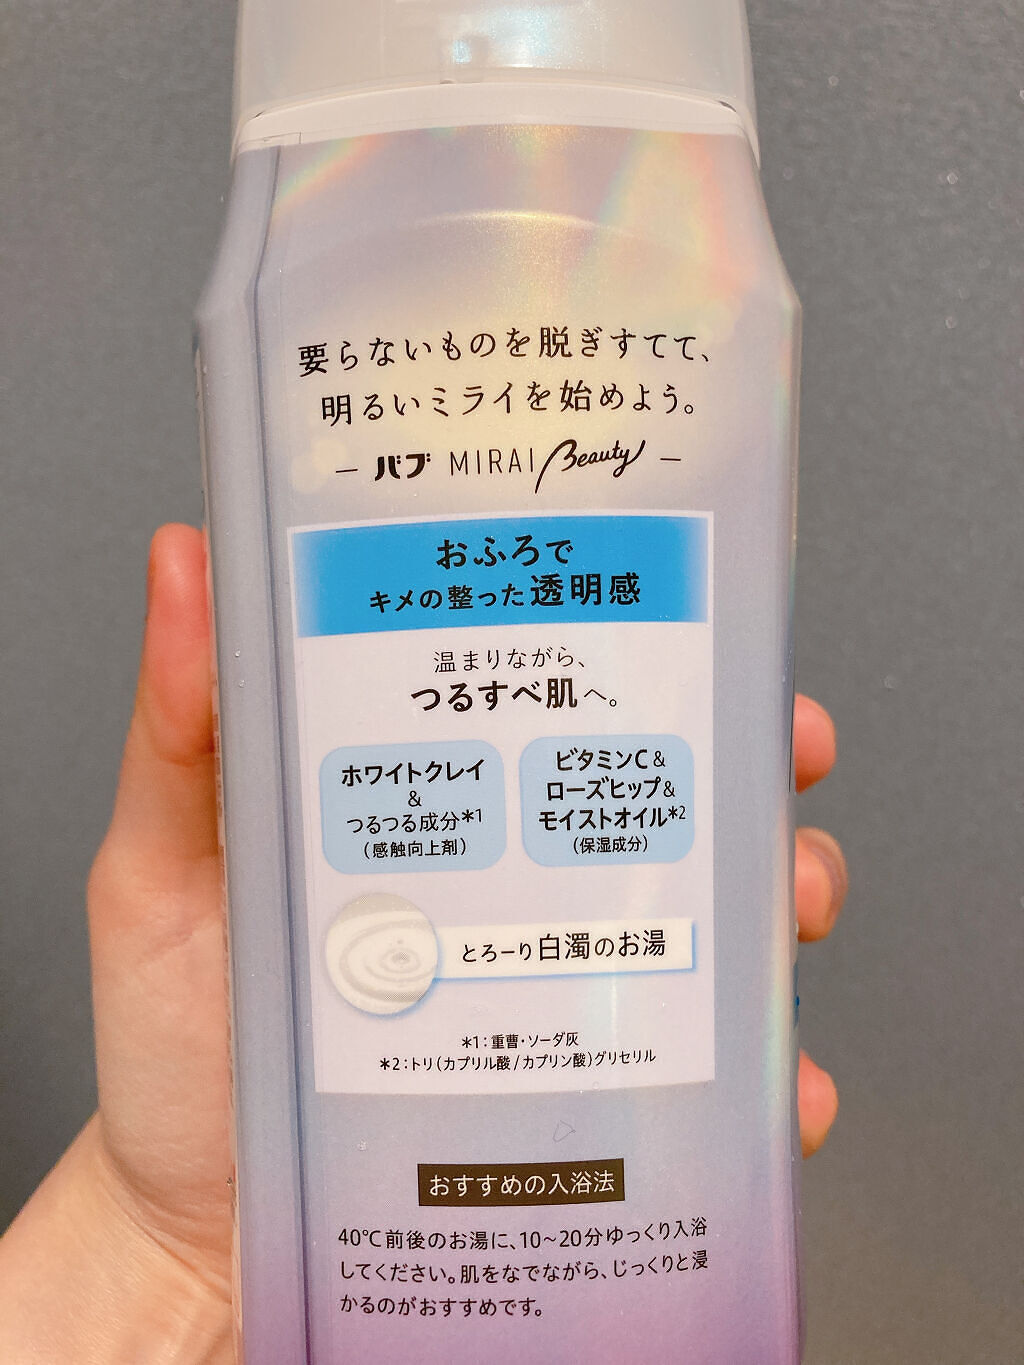 要らないものを脱ぎすてて、
明るいミライを始めよう。
— バブ MIRAI Beauty —
おふろで
キメの整った透明感
温まりながら、
つるすべ肌へ。
ホワイトクレイ
&
つるつる成分*1
(感触向上剤)
ビタミンC&
ローズヒップ&
モイストオイル*2
(保湿成分)
とろーり白濁のお湯
*1:重曹・ソーダ灰
*2:トリ(カプリル酸/カプリン酸)グリセリル
おすすめの入浴法
40℃前後のお湯に、10~20分ゆっくり入浴
してください。肌をなでながら、じっくりと浸
かるのがおすすめです。